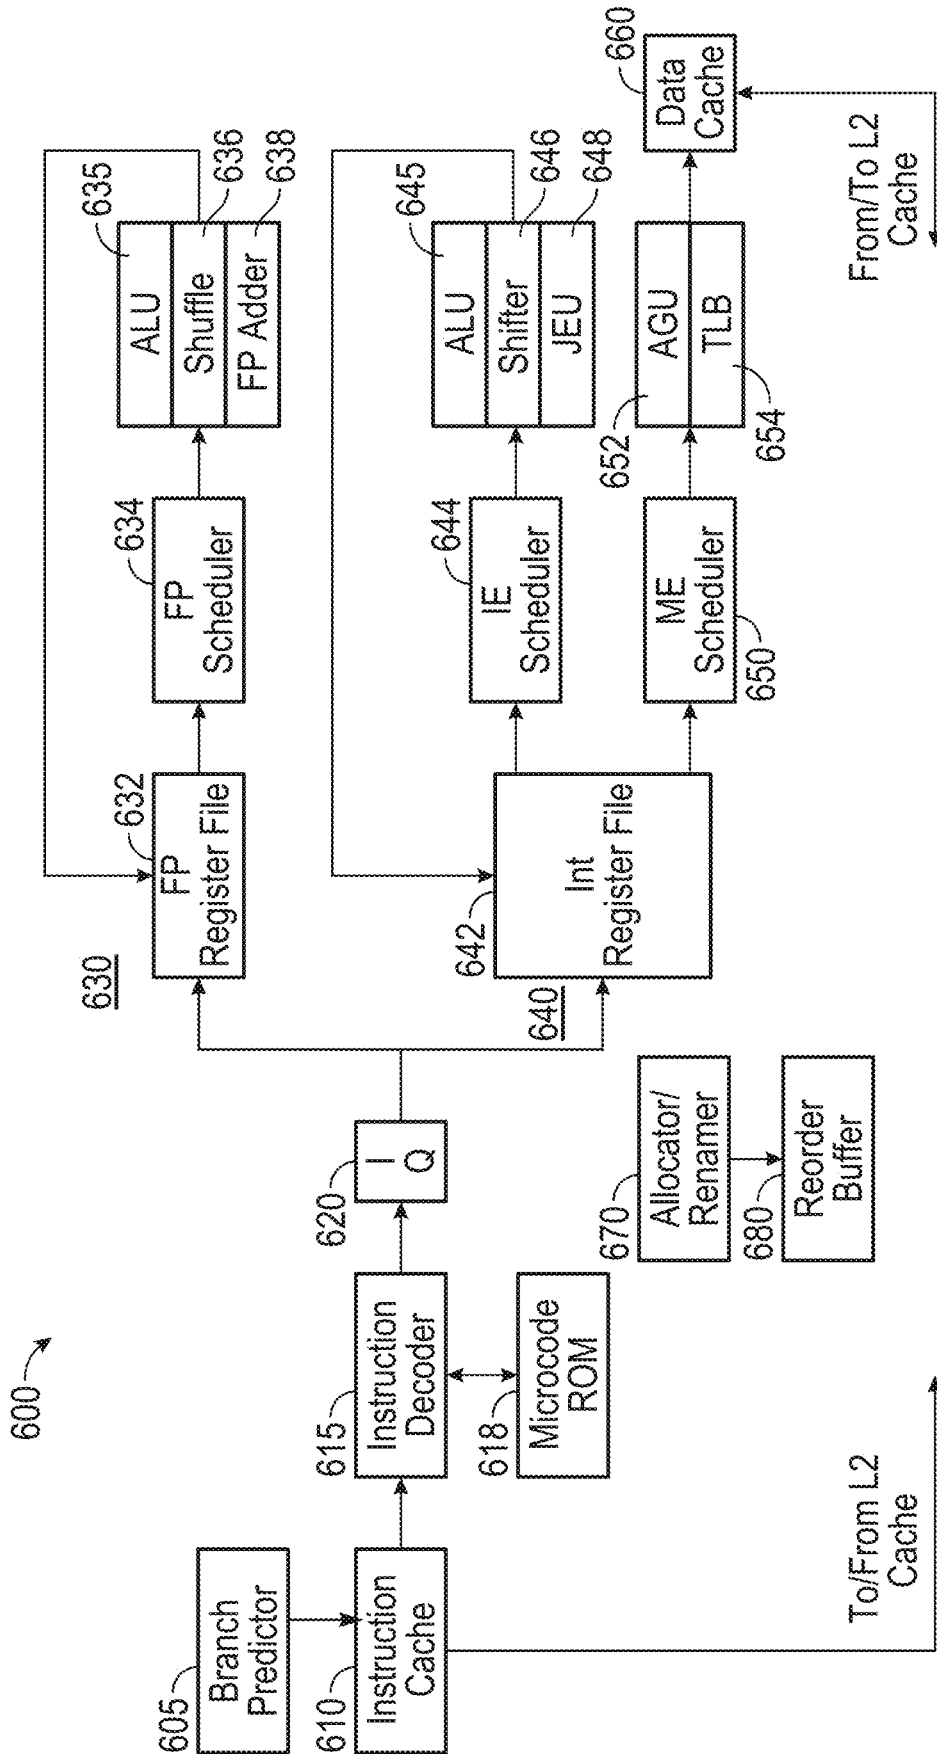 600
605
Branch
Predictor
610
Instruction
Cache
To/From L2
Cache
615
Instruction
Decoder
618
Microcode
ROM
620
I
Q
670
Allocator/
Renamer
680
Reorder
Buffer
630
632
FP
Register File
634
FP
Scheduler
635
ALU
Shuffle
636
FP Adder
638
640
642
Int
Register File
644
IE
Scheduler
645
ALU
Shifter
646
JEU
648
ME
Scheduler
650
652
AGU
TLB
654
660
Data
Cache
From/To L2
Cache